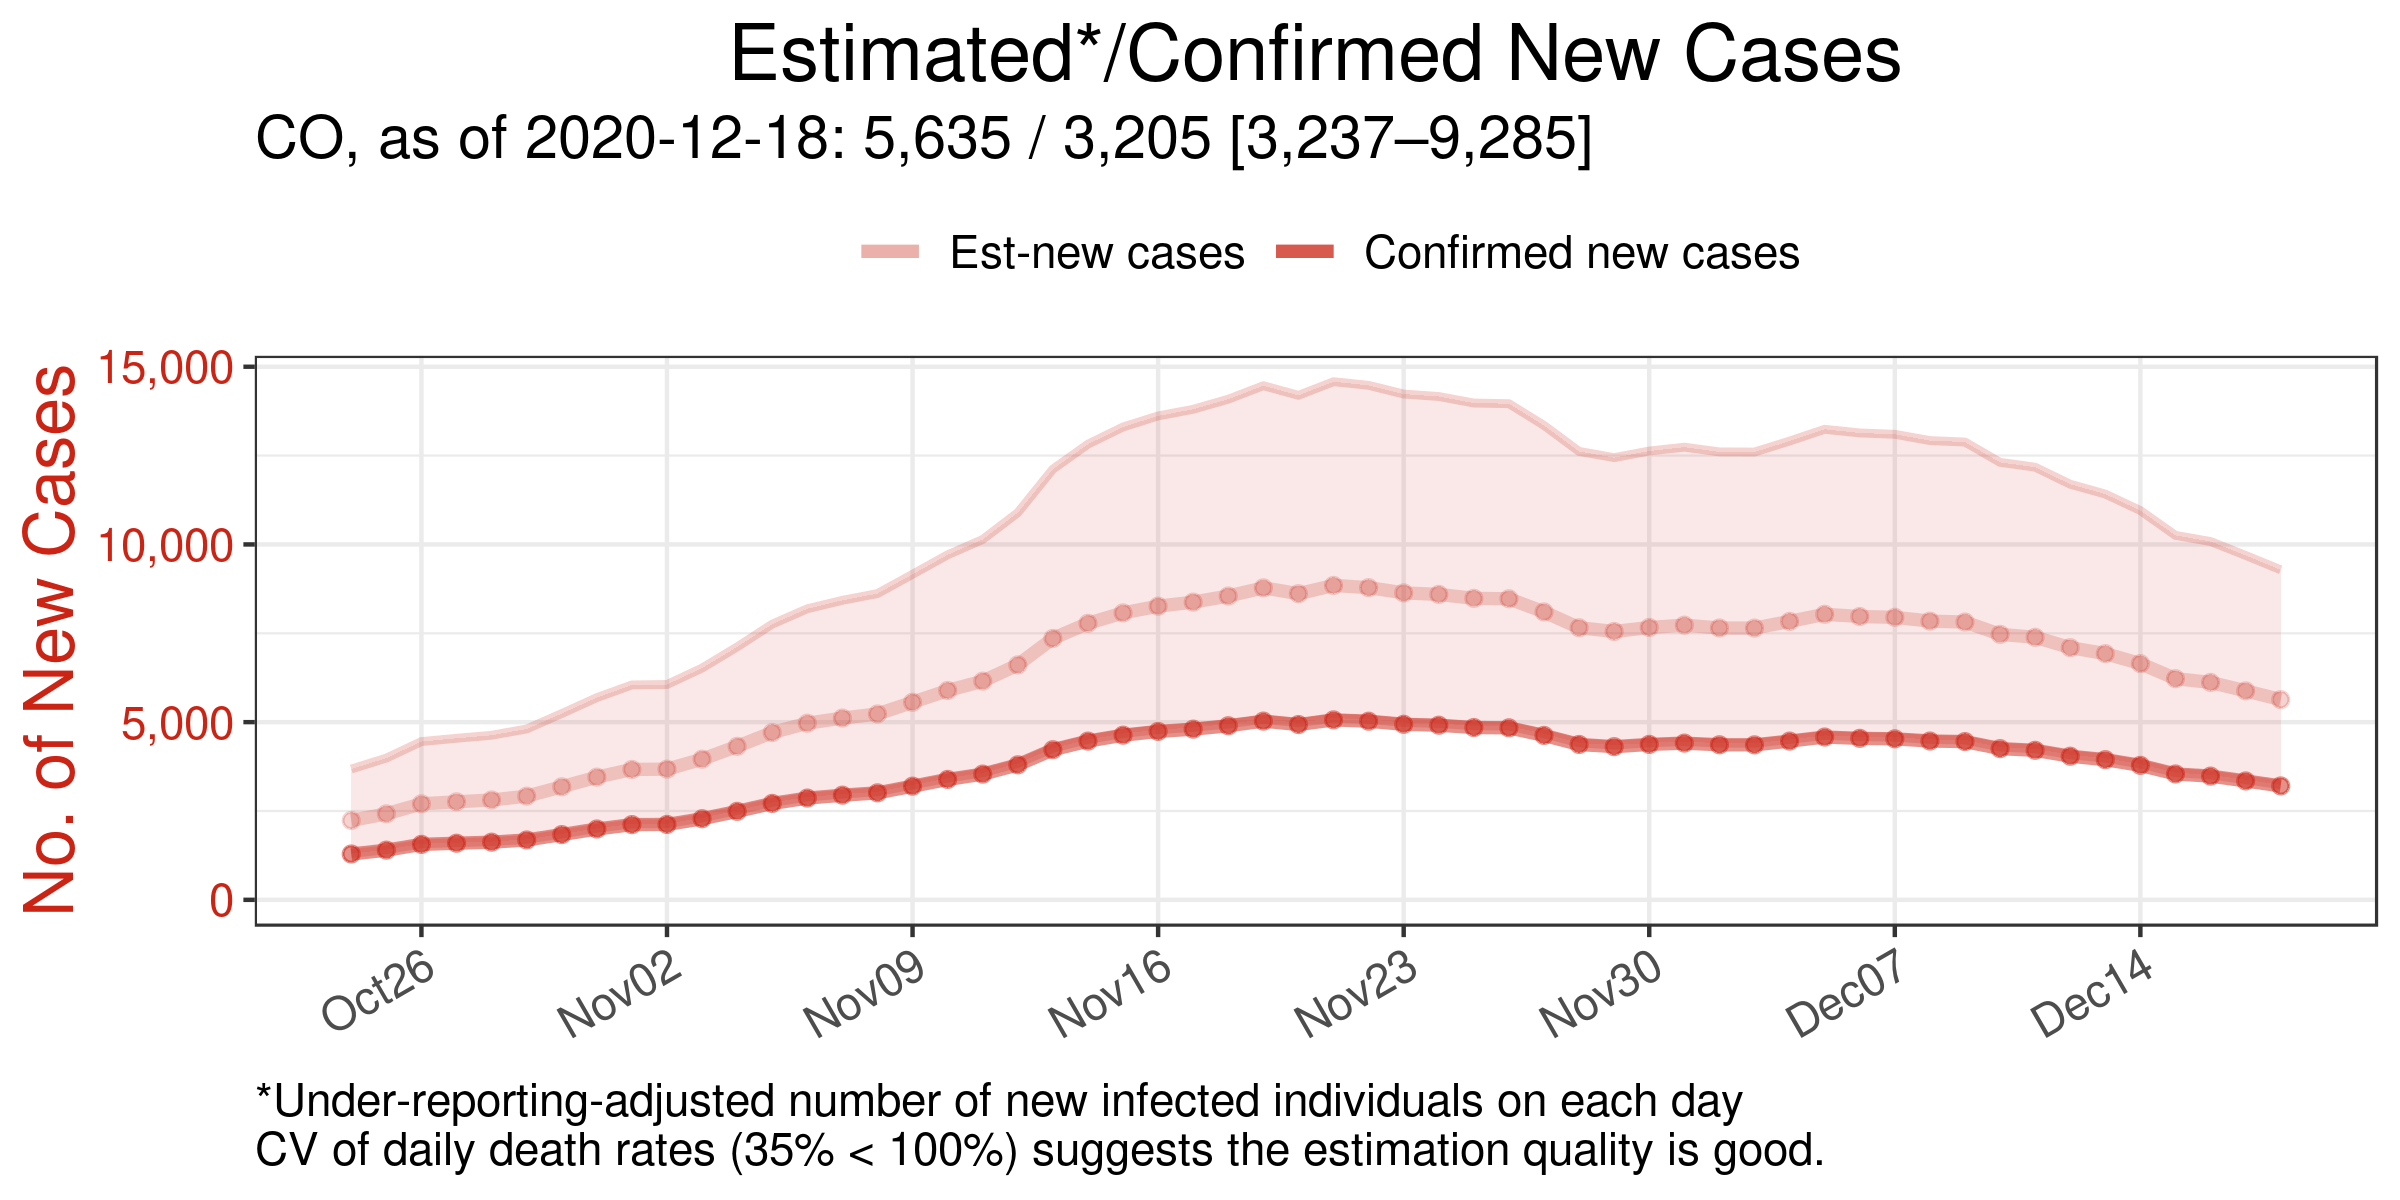 Estimated*/Confirmed New Cases
CO, as of 2020-12-18: 5,635 / 3,205 [3,237–9,285]
Est-new cases Confirmed new cases
No. of New Cases
15,000
10,000
5,000
0
Oct26 Nov02 Nov09 Nov16 Nov23 Nov30 Dec07 Dec14
*Under-reporting-adjusted number of new infected individuals on each day
CV of daily death rates (35% < 100%) suggests the estimation quality is good.